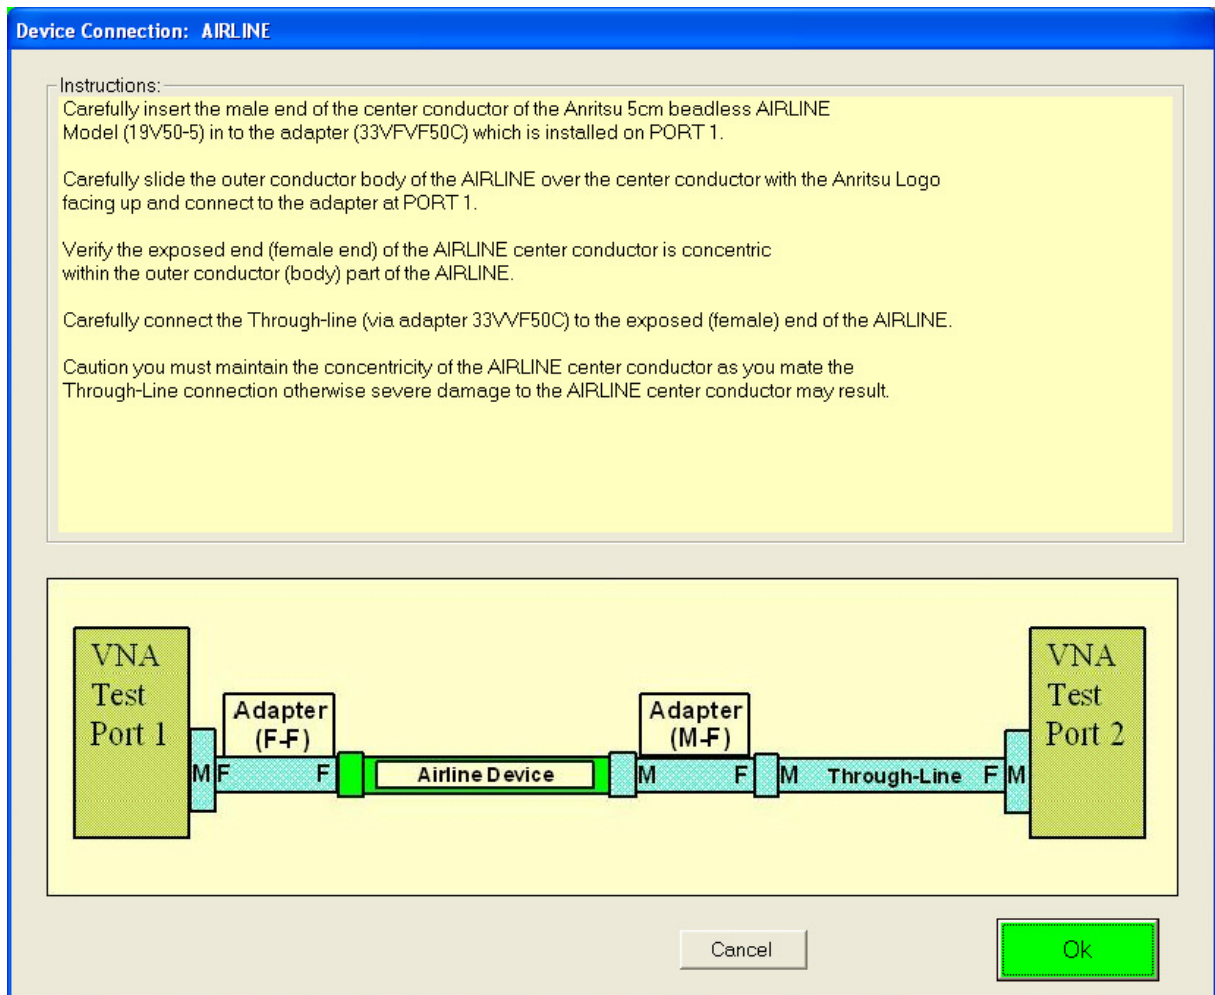 Device Connection: AIRLINE
Instructions:
Carefully insert the male end of the center conductor of the Anritsu 5cm beadless AIRLINE
Model (19V50-5) in to the adapter (33VFVF50C) which is installed on PORT 1.
Carefully slide the outer conductor body of the AIRLINE over the center conductor with the Anritsu Logo
facing up and connect to the adapter at PORT 1.
Verify the exposed end (female end) of the AIRLINE center conductor is concentric
within the outer conductor (body) part of the AIRLINE.
Carefully connect the Through-line (via adapter 33VVF50C) to the exposed (female) end of the AIRLINE.
Caution you must maintain the concentricity of the AIRLINE center conductor as you mate the
Through-Line connection otherwise severe damage to the AIRLINE center conductor may result.
VNA
Test
Port 1
Adapter
(F-F)
Adapter
(M-F)
VNA
Test
Port 2
M F F Airline Device M F M Through-Line F M
Cancel
Ok